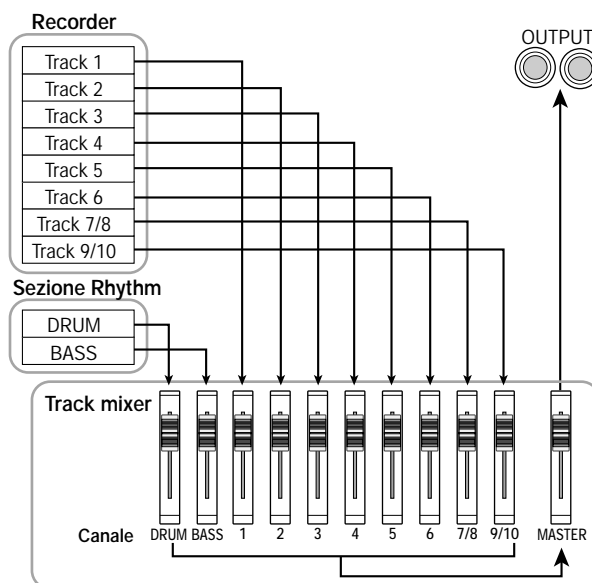 Recorder
OUTPUT
Track 1
Track 2
Track 3
Track 4
Track 5
Track 6
Track 7/8
Track 9/10
Sezione Rhythm
DRUM
BASS
Track mixer
Canale DRUM BASS 1 2 3 4 5 6 7/8 9/10 MASTER